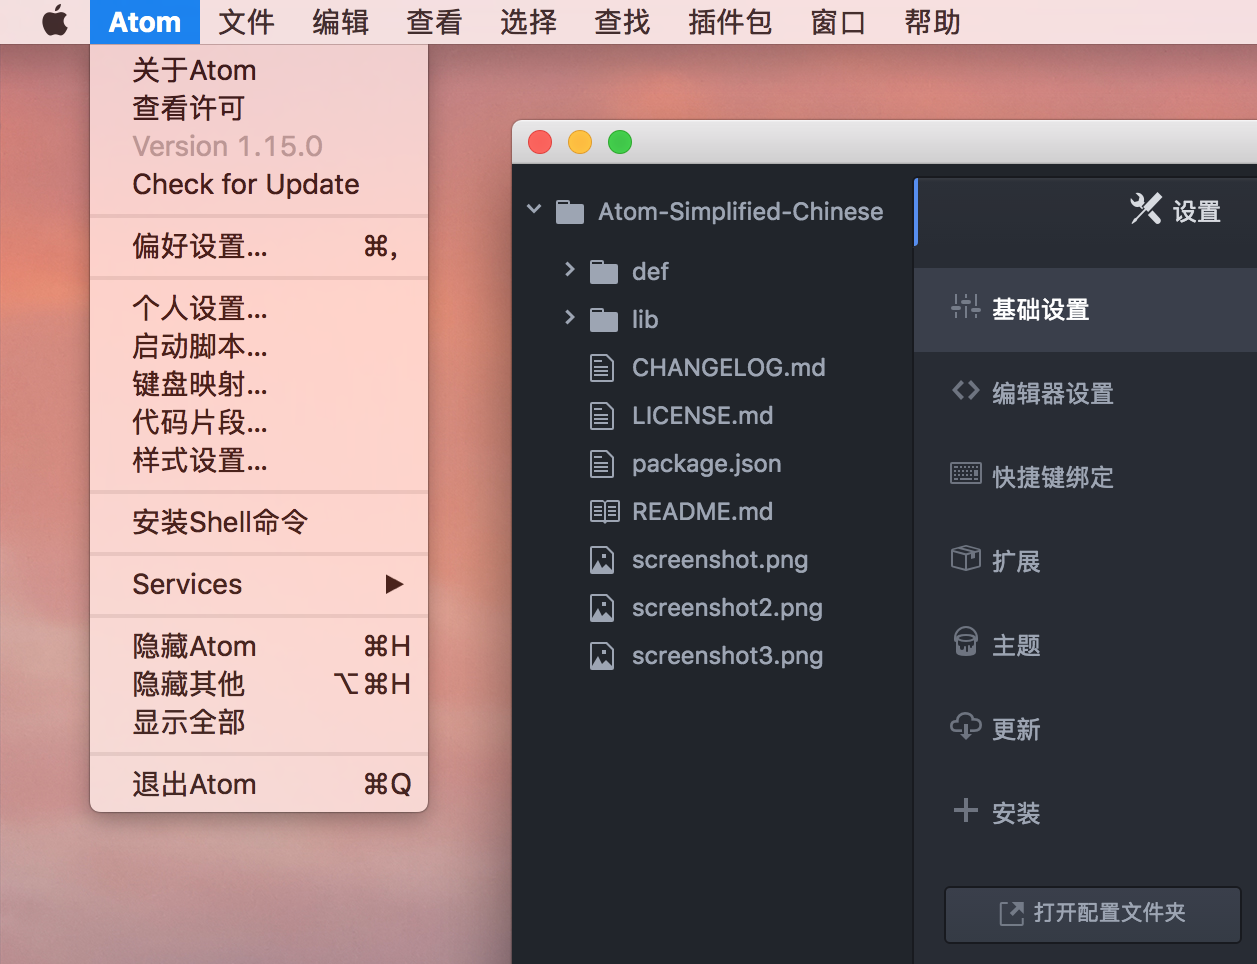 Atom 文件 编辑 查看 选择 查找 插件包 窗口 帮助
关于Atom
查看许可
Version 1.15.0
Check for Update
偏好设置... ⌘,
个人设置...
启动脚本...
键盘映射...
代码片段...
样式设置...
安装Shell命令
Services ▶
隐藏Atom ⌘H
隐藏其他 ⌥⌘H
显示全部
退出Atom ⌘Q
Atom-Simplified-Chinese
def
lib
CHANGELOG.md
LICENSE.md
package.json
README.md
screenshot.png
screenshot2.png
screenshot3.png
设置
基础设置
编辑器设置
快捷键绑定
扩展
主题
更新
安装
打开配置文件夹